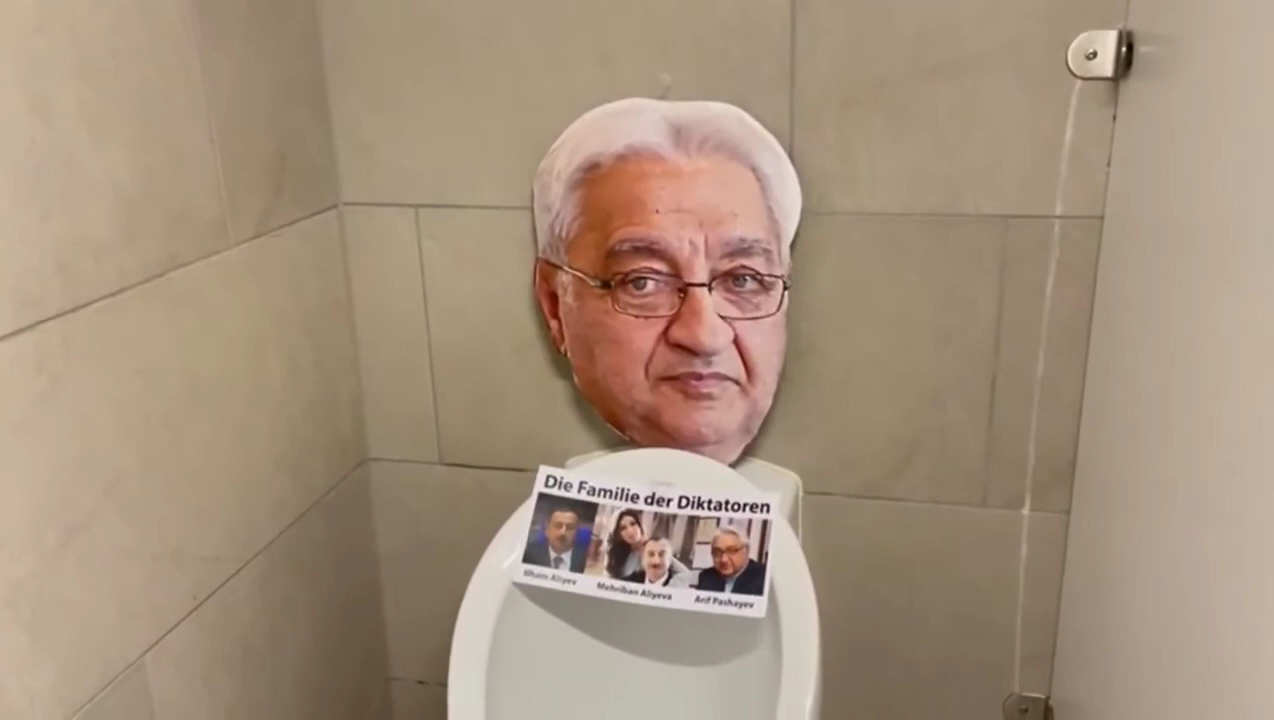 Die Familie der Diktatoren
Ilham Aliyev
Mehriban Aliyeva
Arif Pashayev